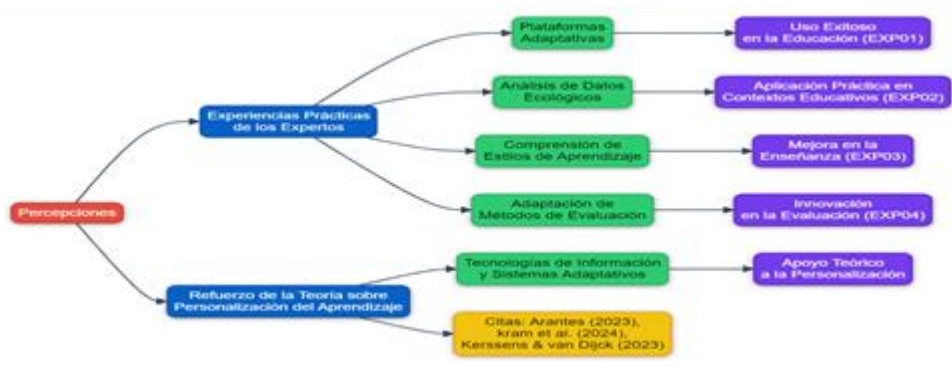 Plataformas
Adaptativas
Uso Exitoso
en la Educación (EXP01)
Análisis de Datos
Ecológicos
Aplicación Práctica en
Contextos Educativos (EXP02)
Experiencias Prácticas
de los Expertos
Comprensión de
Estilos de Aprendizaje
Mejora en la
Enseñanza (EXP03)
Percepciones
Adaptación de
Métodos de Evaluación
Innovación
en la Evaluación (EXP04)
Tecnologías de Información
y Sistemas Adaptativos
Apoyo Teórico
a la Personalización
Refuerzo de la Teoría sobre
Personalización del Aprendizaje
Citas: Arantes (2023),
kram et al. (2024),
Kerssens & van Dijck (2023)